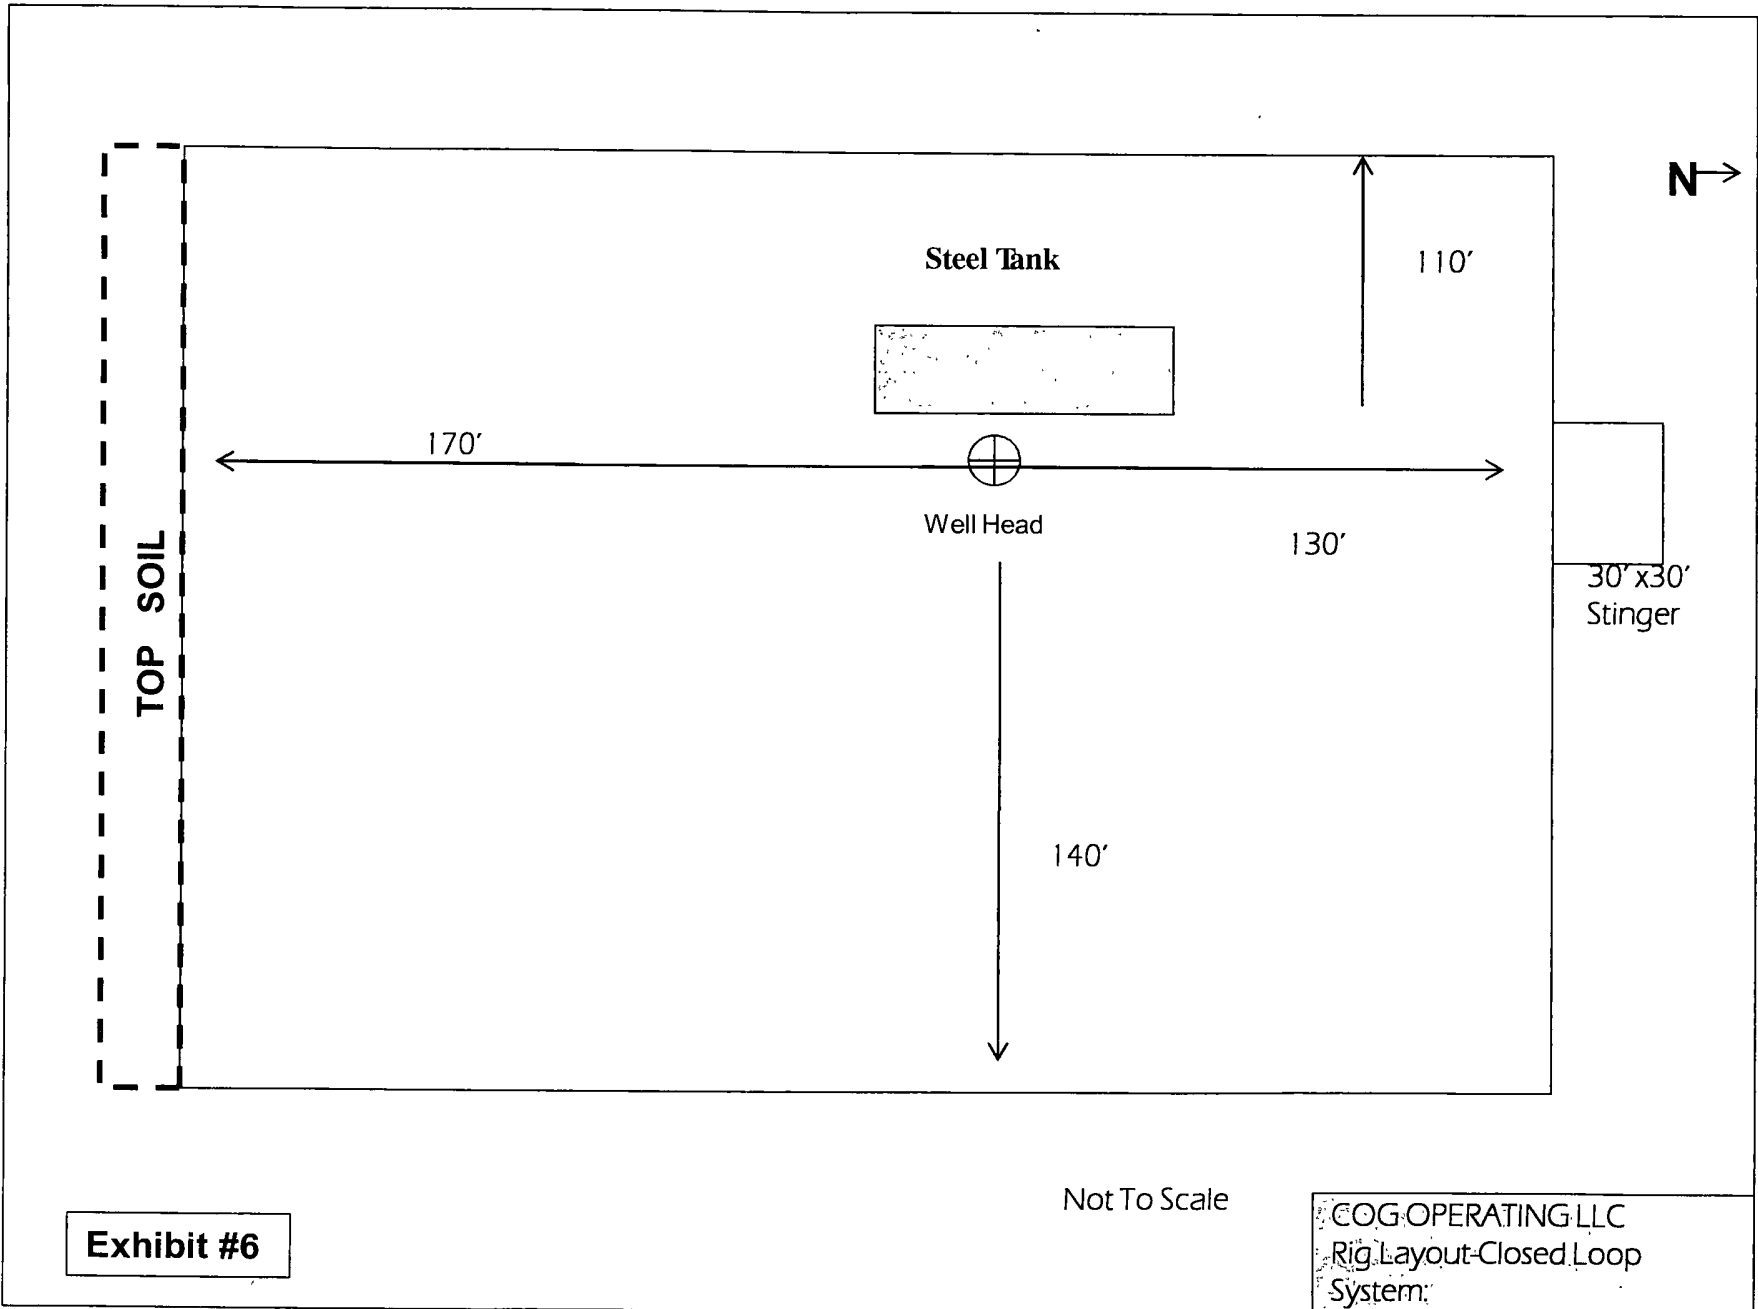 N
Steel Tank
110′
170′
Well Head
130′
30′x30′
Stinger
TOP SOIL
140′
Not To Scale
Exhibit #6
COG OPERATING LLC
Rig Layout-Closed Loop
System: